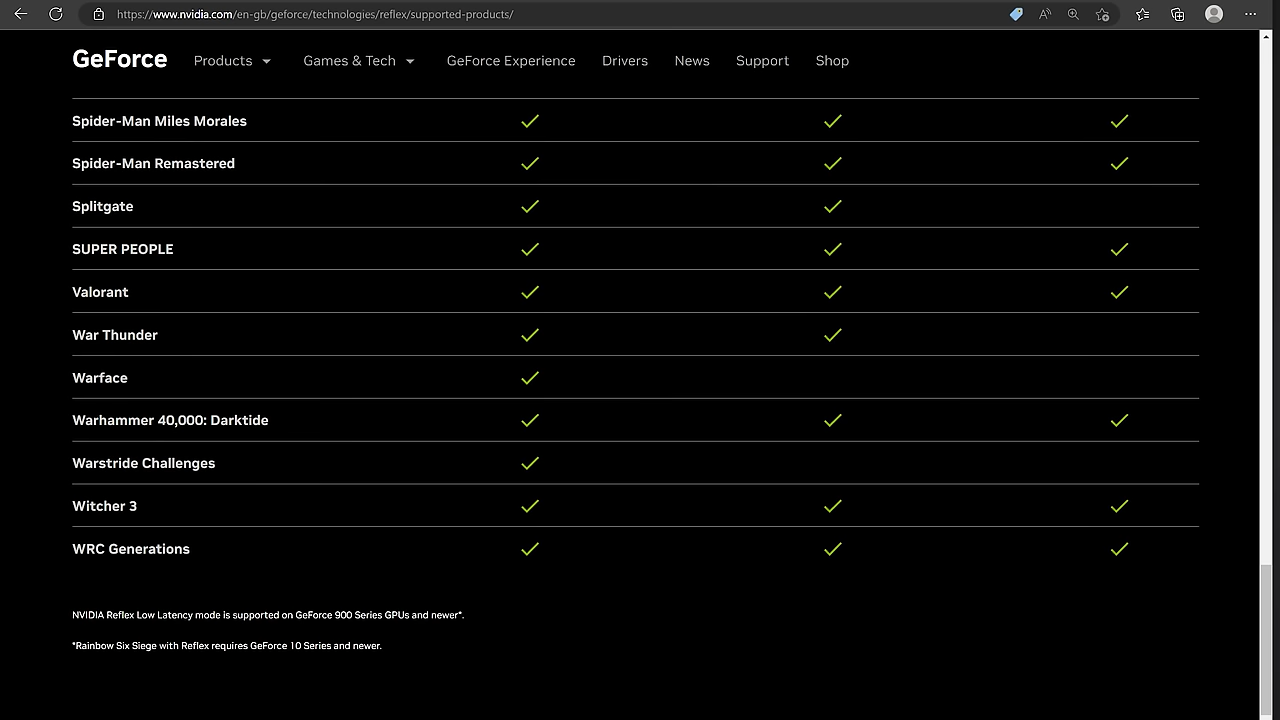 https://www.nvidia.com/en-gb/geforce/technologies/reflex/supported-products/
GeForce Products Games & Tech GeForce Experience Drivers News Support Shop
Spider-Man Miles Morales
Spider-Man Remastered
Splitgate
SUPER PEOPLE
Valorant
War Thunder
Warface
Warhammer 40,000: Darktide
Warstride Challenges
Witcher 3
WRC Generations
NVIDIA Reflex Low Latency mode is supported on GeForce 900 Series GPUs and newer*.
*Rainbow Six Siege with Reflex requires GeForce 10 Series and newer.